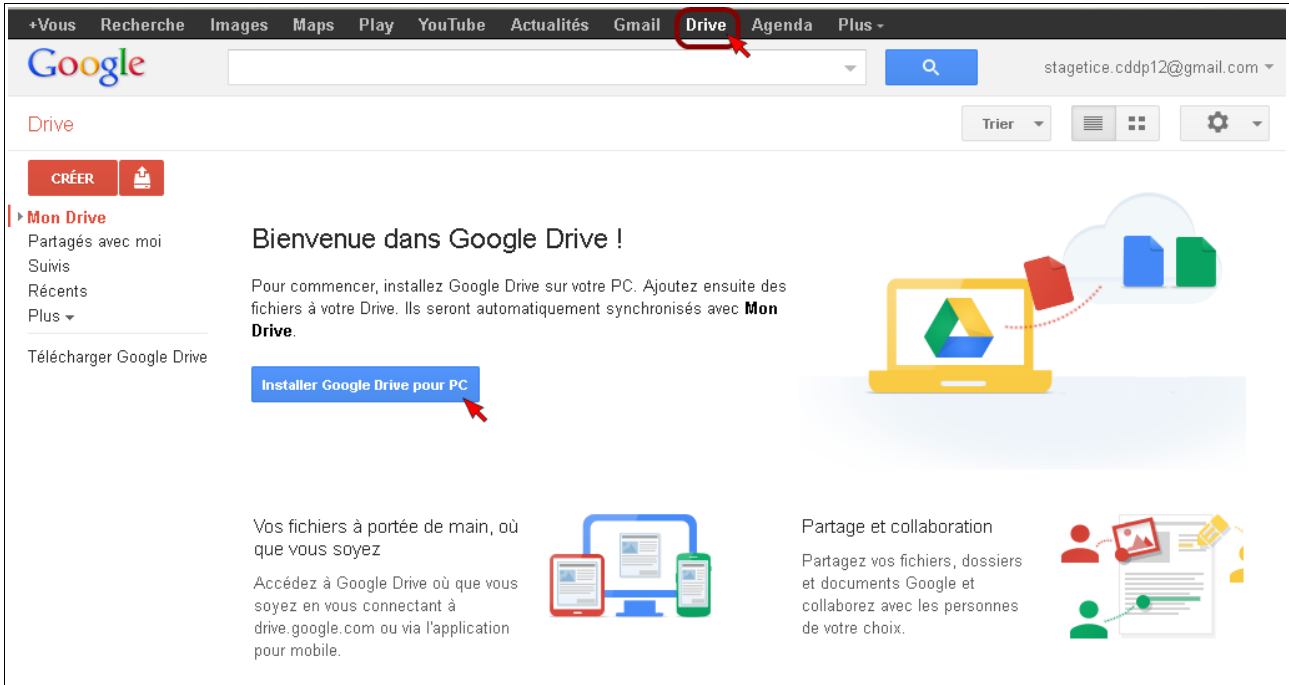 +Vous Recherche Images Maps Play YouTube Actualités Gmail Drive Agenda Plus
Google
stagetice.cddp12@gmail.com
Drive
Trier
CRÉER
Mon Drive
Partagés avec moi
Suivis
Récents
Plus
Télécharger Google Drive
Bienvenue dans Google Drive !
Pour commencer, installez Google Drive sur votre PC. Ajoutez ensuite des
fichiers à votre Drive. Ils seront automatiquement synchronisés avec Mon
Drive.
Installer Google Drive pour PC
Vos fichiers à portée de main, où
que vous soyez
Accédez à Google Drive où que vous
soyez en vous connectant à
drive.google.com ou via l'application
pour mobile.
Partage et collaboration
Partagez vos fichiers, dossiers
et documents Google et
collaborez avec les personnes
de votre choix.